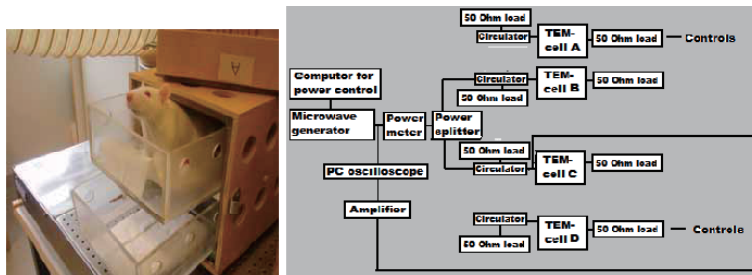 A
50 Ohm load
Circulator
TEM-
cell A
50 Ohm load
Controls
Computor for
power control
Microwave
generator
Power
meter
Power
splitter
Circulator
50 Ohm load
TEM-
cell B
50 Ohm load
50 Ohm load
Circulator
TEM-
cell C
50 Ohm load
PC oscilloscope
Amplifier
Circulator
50 Ohm load
TEM-
cell D
50 Ohm load
Controle